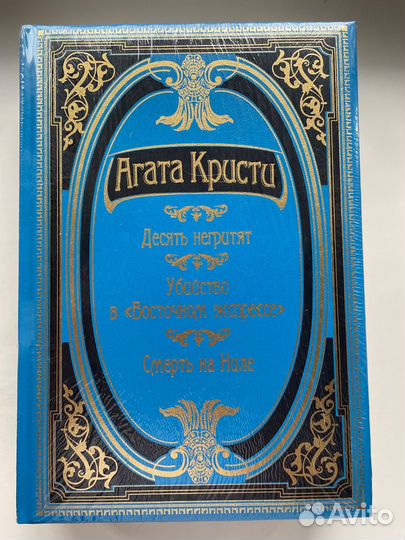 Агата Кристи
Десять негритят
Убийство
в «Восточном экспрессе»
Смерть на Ниле
Avito